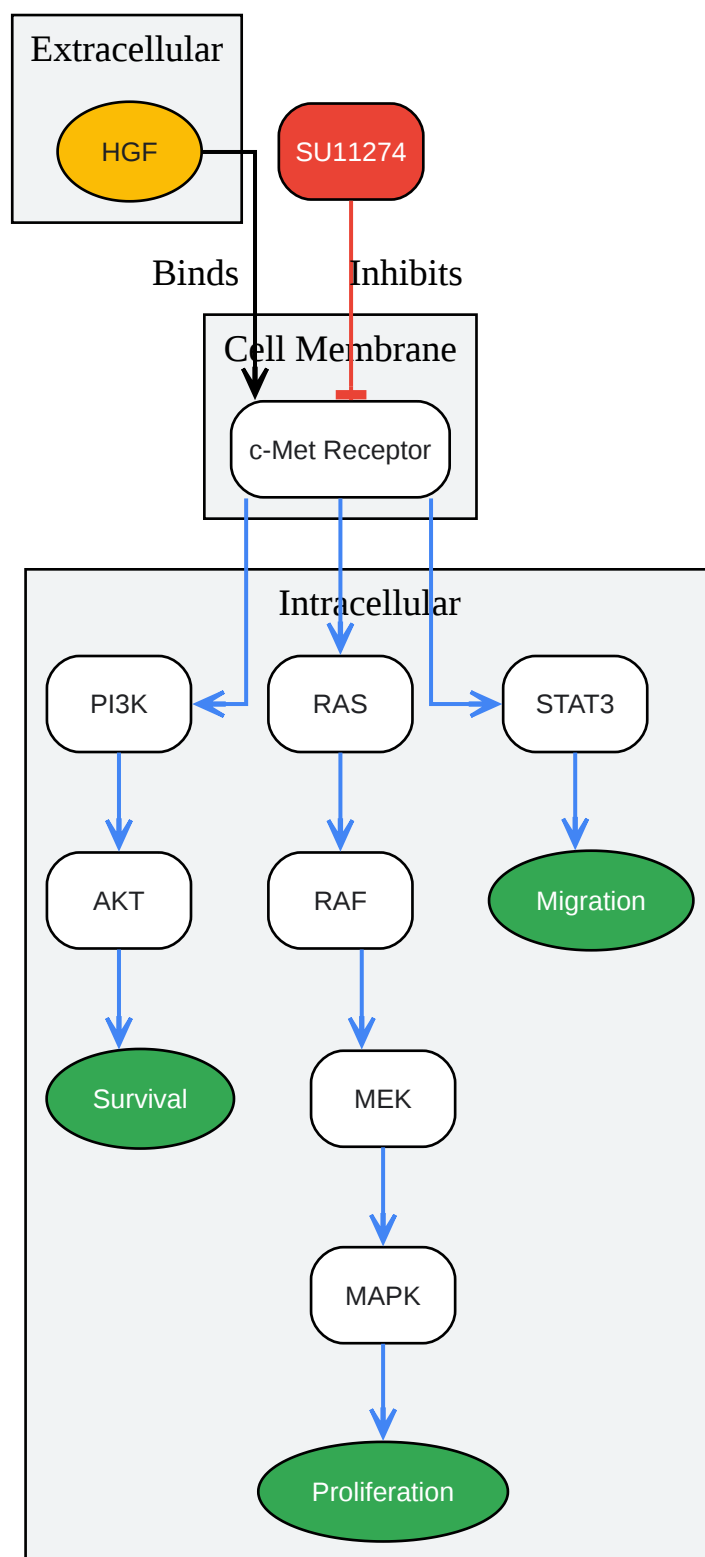 Extracellular
HGF
SU11274
Binds
Inhibits
Cell Membrane
c-Met Receptor
Intracellular
PI3K
RAS
STAT3
AKT
RAF
Migration
Survival
MEK
MAPK
Proliferation